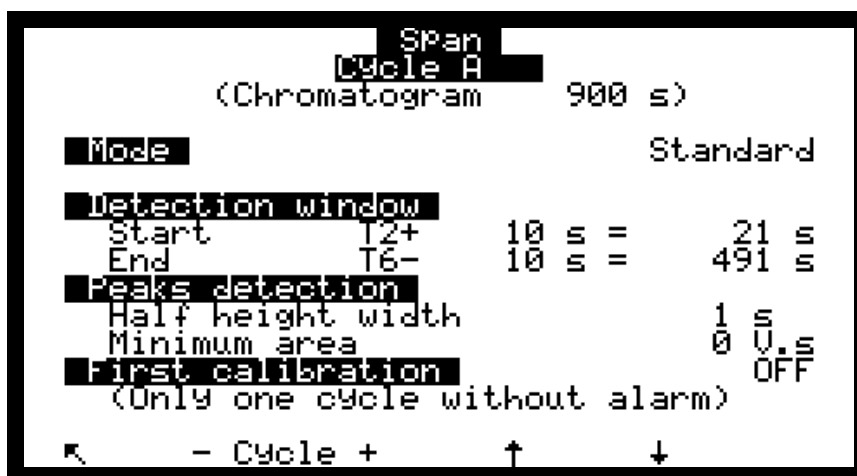 Span
Cycle A
(Chromatogram 900 s)
Mode Standard
Detection window
Start T2+ 10 s = 21 s
End T6- 10 s = 491 s
Peaks detection
Half height width 1 s
Minimum area 0 V.s
First calibration OFF
(Only one cycle without alarm)
↖ - Cycle + ↑ ↓